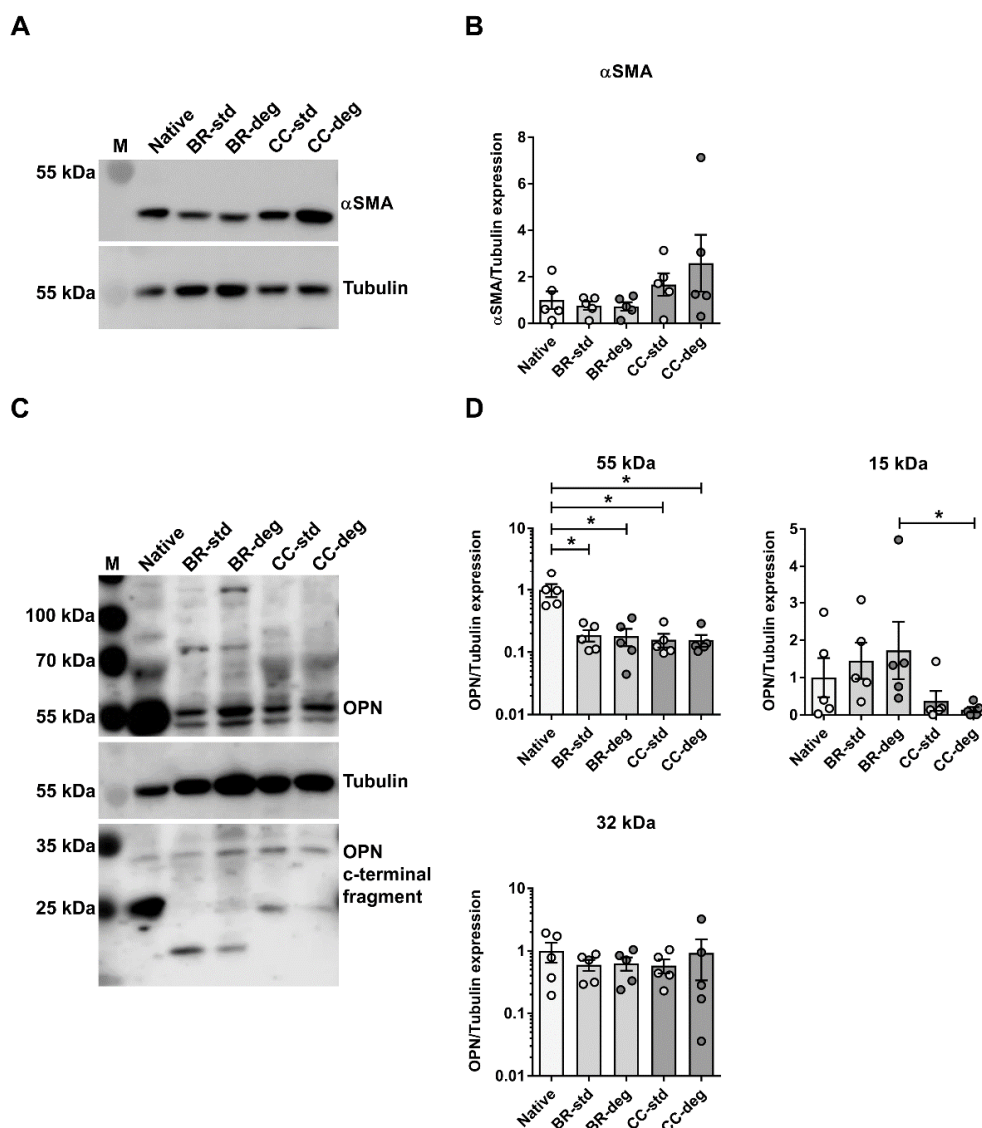 A
M
Native
BR-std
BR-deg
CC-std
CC-deg
55 kDa
αSMA
55 kDa
Tubulin
B
αSMA
αSMA/Tubulin expression
8
6
4
2
0
Native
BR-std
BR-deg
CC-std
CC-deg
C
M
Native
BR-std
BR-deg
CC-std
CC-deg
100 kDa
70 kDa
55 kDa
OPN
55 kDa
Tubulin
35 kDa
25 kDa
OPN
c-terminal
fragment
D
55 kDa
*
*
*
*
OPN/Tubulin expression
10
1
0.1
0.01
Native
BR-std
BR-deg
CC-std
CC-deg
15 kDa
*
OPN/Tubulin expression
5
4
3
2
1
0
Native
BR-std
BR-deg
CC-std
CC-deg
32 kDa
OPN/Tubulin expression
10
1
0.1
0.01
Native
BR-std
BR-deg
CC-std
CC-deg